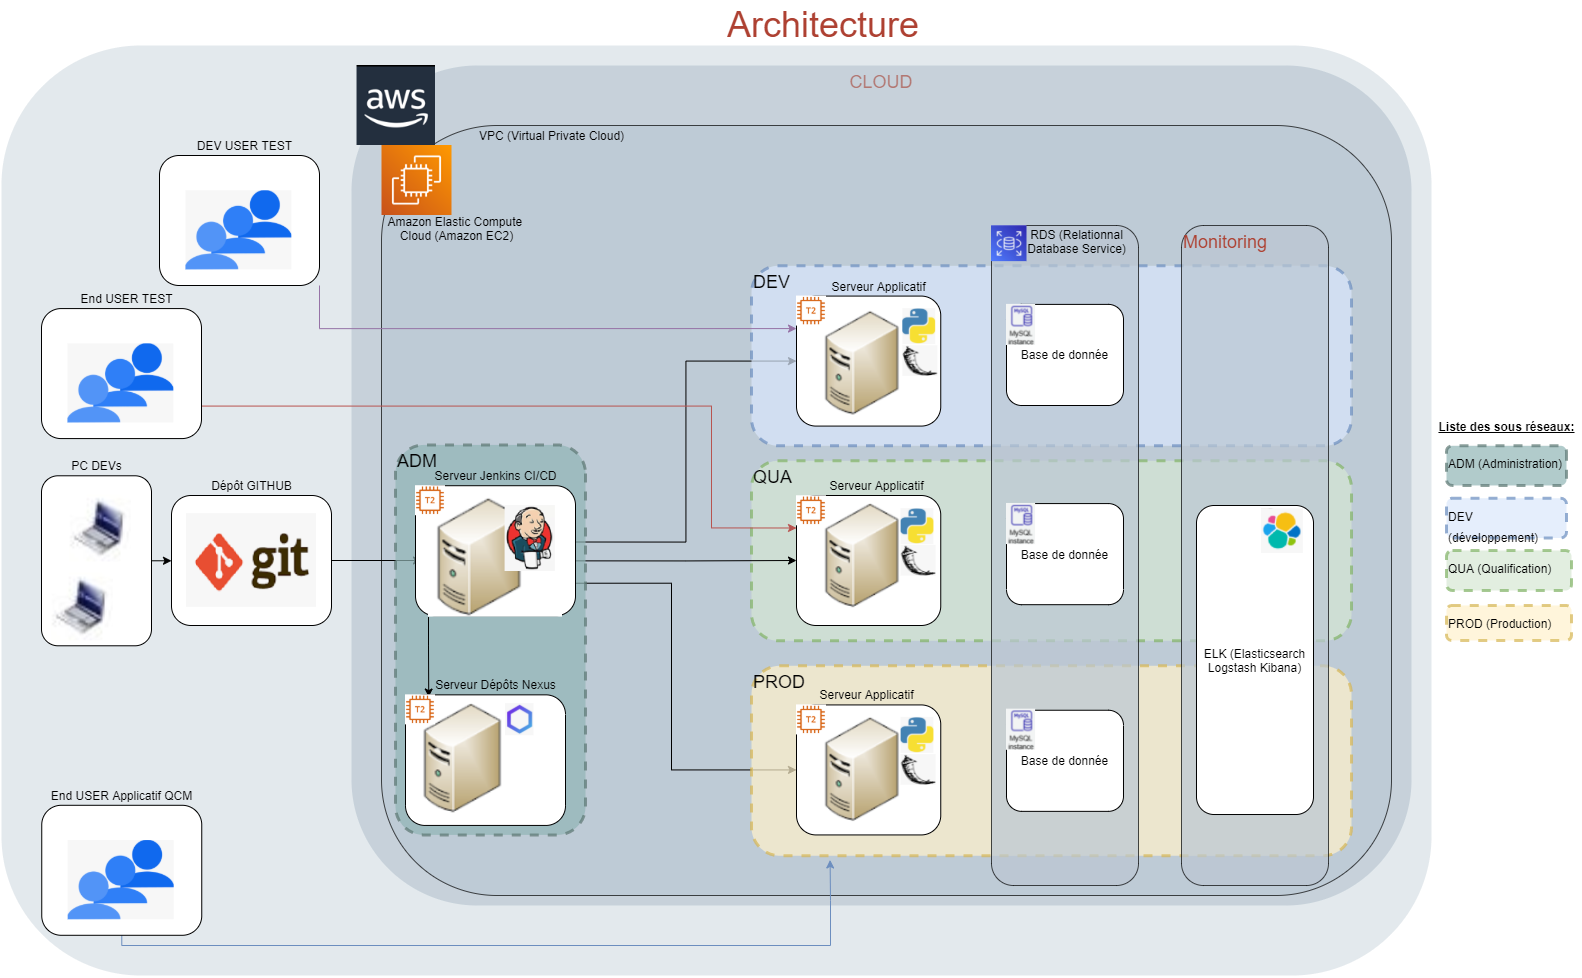 Architecture
CLOUD
aws
VPC (Virtual Private Cloud)
DEV USER TEST
Amazon Elastic Compute
Cloud (Amazon EC2)
RDS (Relationnal
Database Service)
Monitoring
DEV
Serveur Applicatif
T2
MySQL
instance
Base de donnée
End USER TEST
Liste des sous réseaux:
ADM (Administration)
DEV
(développement)
QUA (Qualification)
PROD (Production)
PC DEVs
Dépôt GITHUB
git
ADM
Serveur Jenkins CI/CD
T2
QUA
Serveur Applicatif
T2
MySQL
instance
Base de donnée
ELK (Elasticsearch
Logstash Kibana)
Serveur Dépôts Nexus
T2
PROD
Serveur Applicatif
T2
MySQL
instance
Base de donnée
End USER Applicatif QCM